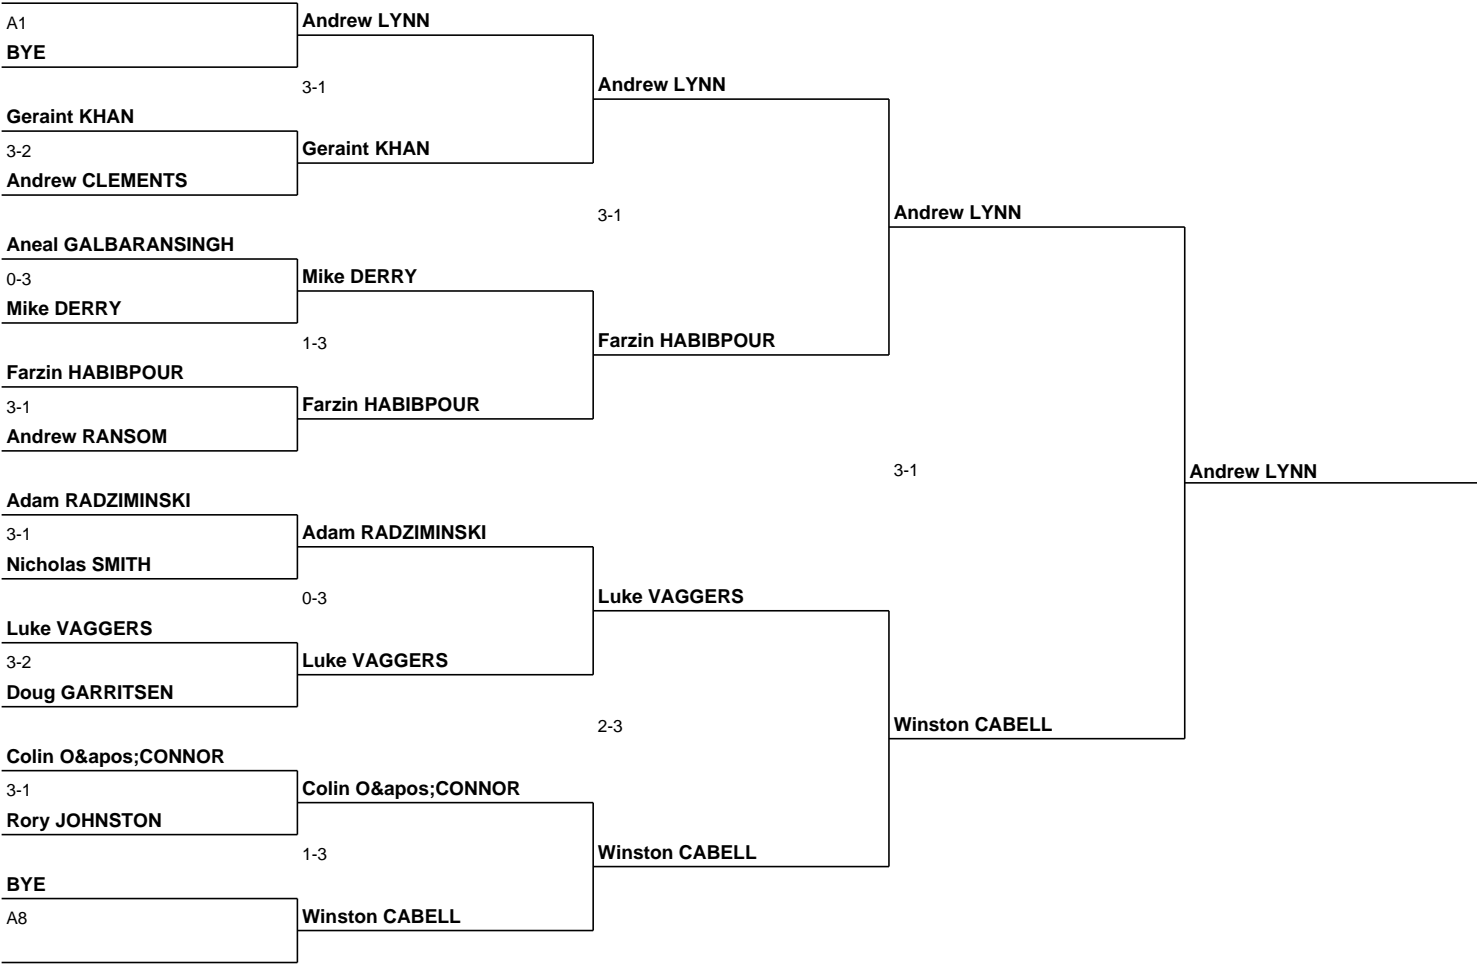 A1
BYE
Geraint KHAN
3-2
Andrew CLEMENTS
Aneal GALBARANSINGH
0-3
Mike DERRY
Farzin HABIBPOUR
3-1
Andrew RANSOM
Adam RADZIMINSKI
3-1
Nicholas SMITH
Luke VAGGERS
3-2
Doug GARRITSEN
Colin O&apos;CONNOR
3-1
Rory JOHNSTON
BYE
A8
Andrew LYNN
3-1
Geraint KHAN
Mike DERRY
1-3
Farzin HABIBPOUR
Adam RADZIMINSKI
0-3
Luke VAGGERS
Colin O&apos;CONNOR
1-3
Winston CABELL
Andrew LYNN
3-1
Farzin HABIBPOUR
Luke VAGGERS
2-3
Winston CABELL
Andrew LYNN
3-1
Winston CABELL
Andrew LYNN